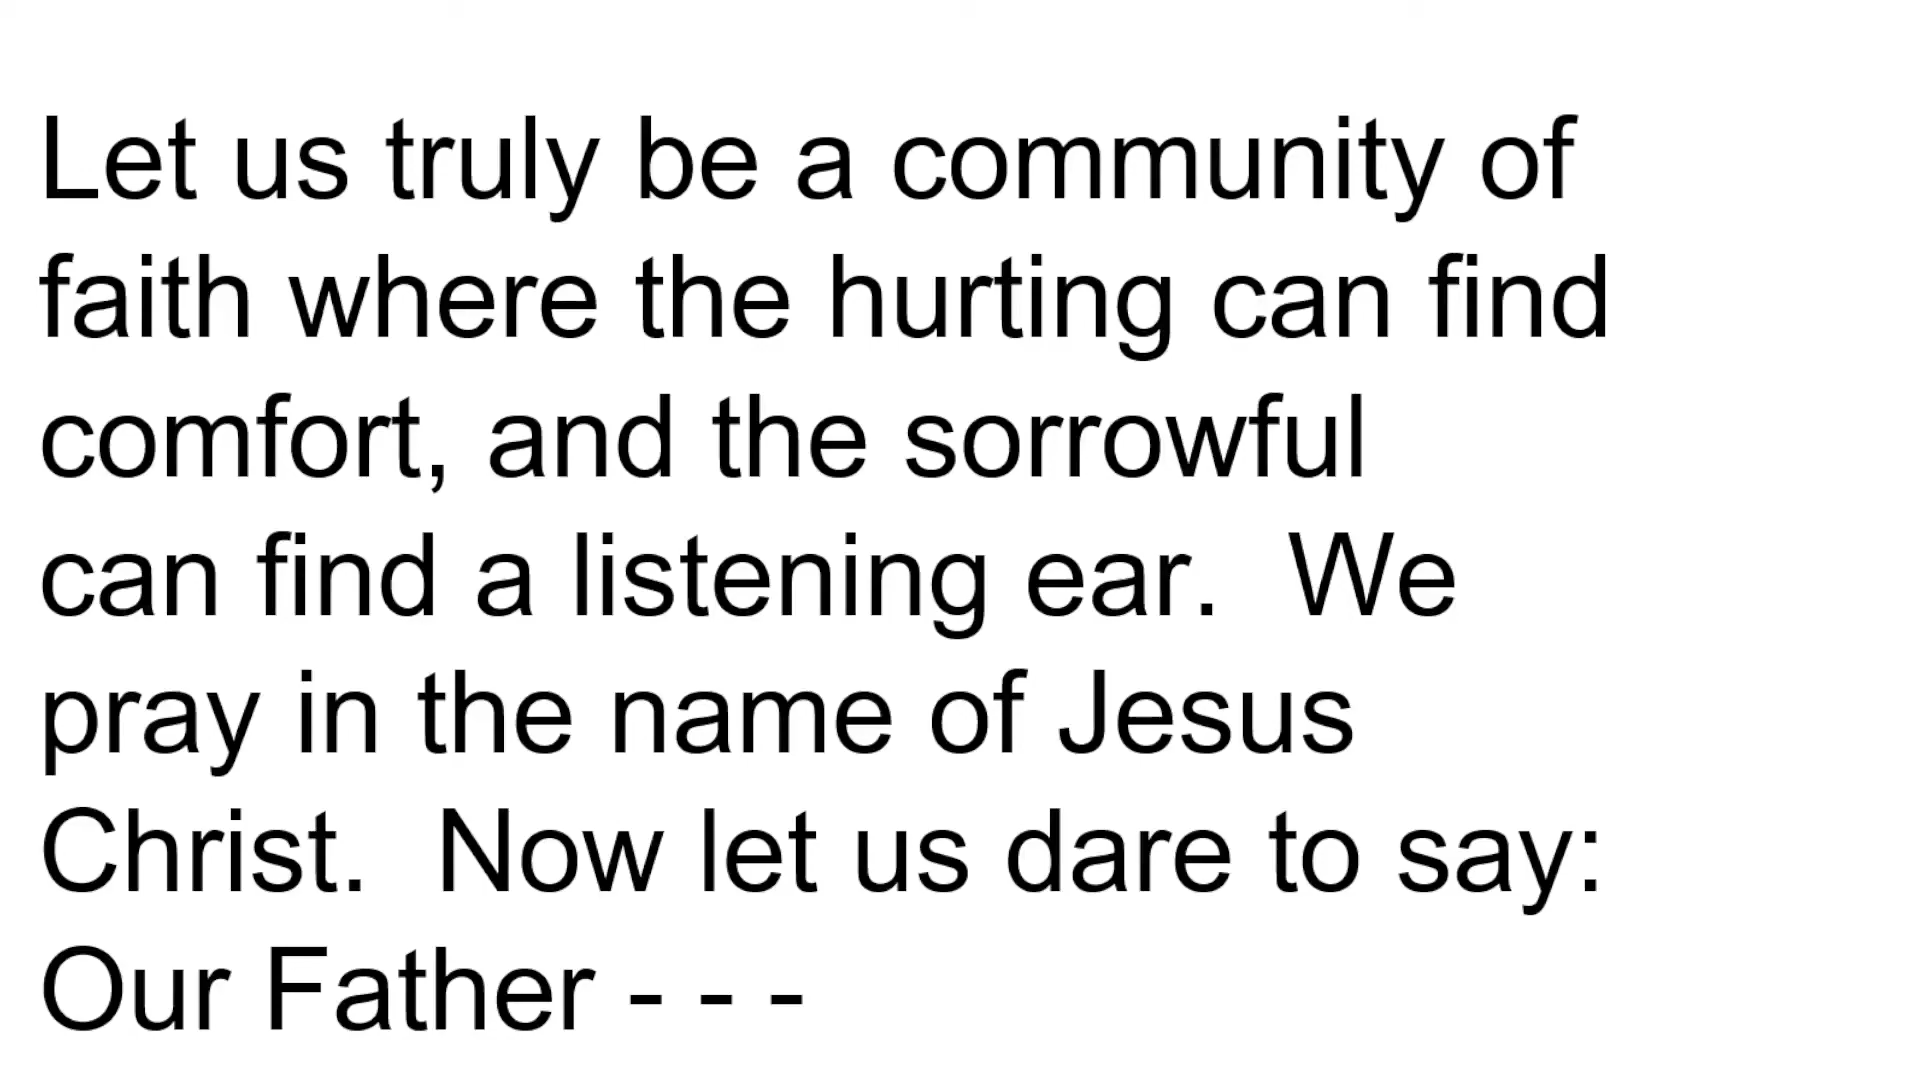 Let us truly be a community of
faith where the hurting can find
comfort, and the sorrowful
can find a listening ear.  We
pray in the name of Jesus
Christ.  Now let us dare to say:
Our Father - - -